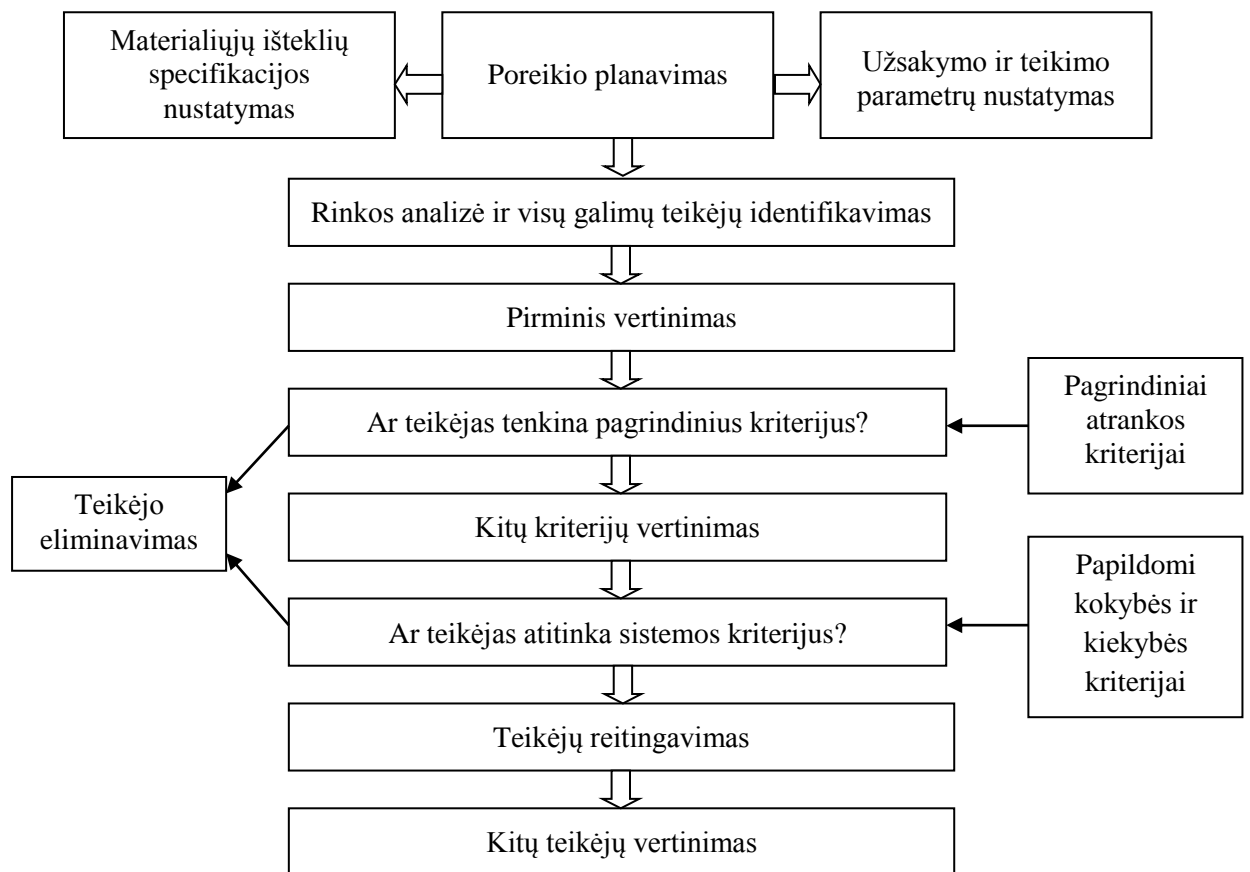 Materialiųjų išteklių
specifikacijos
nustatymas
Poreikio planavimas
Užsakymo ir teikimo
parametrų nustatymas
Rinkos analizė ir visų galimų teikėjų identifikavimas
Pirminis vertinimas
Ar teikėjas tenkina pagrindinius kriterijus?
Pagrindiniai
atrankos
kriterijai
Teikėjo
eliminavimas
Kitų kriterijų vertinimas
Ar teikėjas atitinka sistemos kriterijus?
Papildomi
kokybės ir
kiekybės
kriterijai
Teikėjų reitingavimas
Kitų teikėjų vertinimas